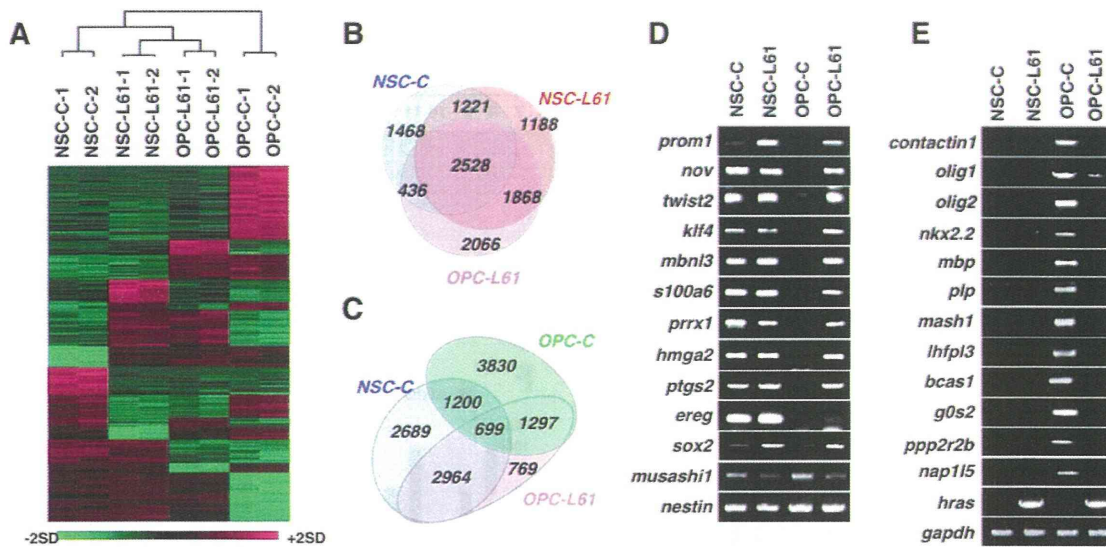 A
NSC-C-1
NSC-C-2
NSC-L61-1
NSC-L61-2
OPC-L61-1
OPC-L61-2
OPC-C-1
OPC-C-2
-2SD
+2SD
B
NSC-C
NSC-L61
1221
1468
1188
2528
436
1868
2066
OPC-L61
C
OPC-C
3830
NSC-C
1200
2689
699
1297
2964
769
OPC-L61
D
NSC-C
NSC-L61
OPC-C
OPC-L61
prom1
nov
twist2
klf4
mbnl3
s100a6
prrx1
hmga2
ptgs2
ereg
sox2
musashi1
nestin
E
NSC-C
NSC-L61
OPC-C
OPC-L61
contactin1
olig1
olig2
nkx2.2
mbp
plp
mash1
lhfpl3
bcas1
g0s2
ppp2r2b
nap1l5
hras
gapdh